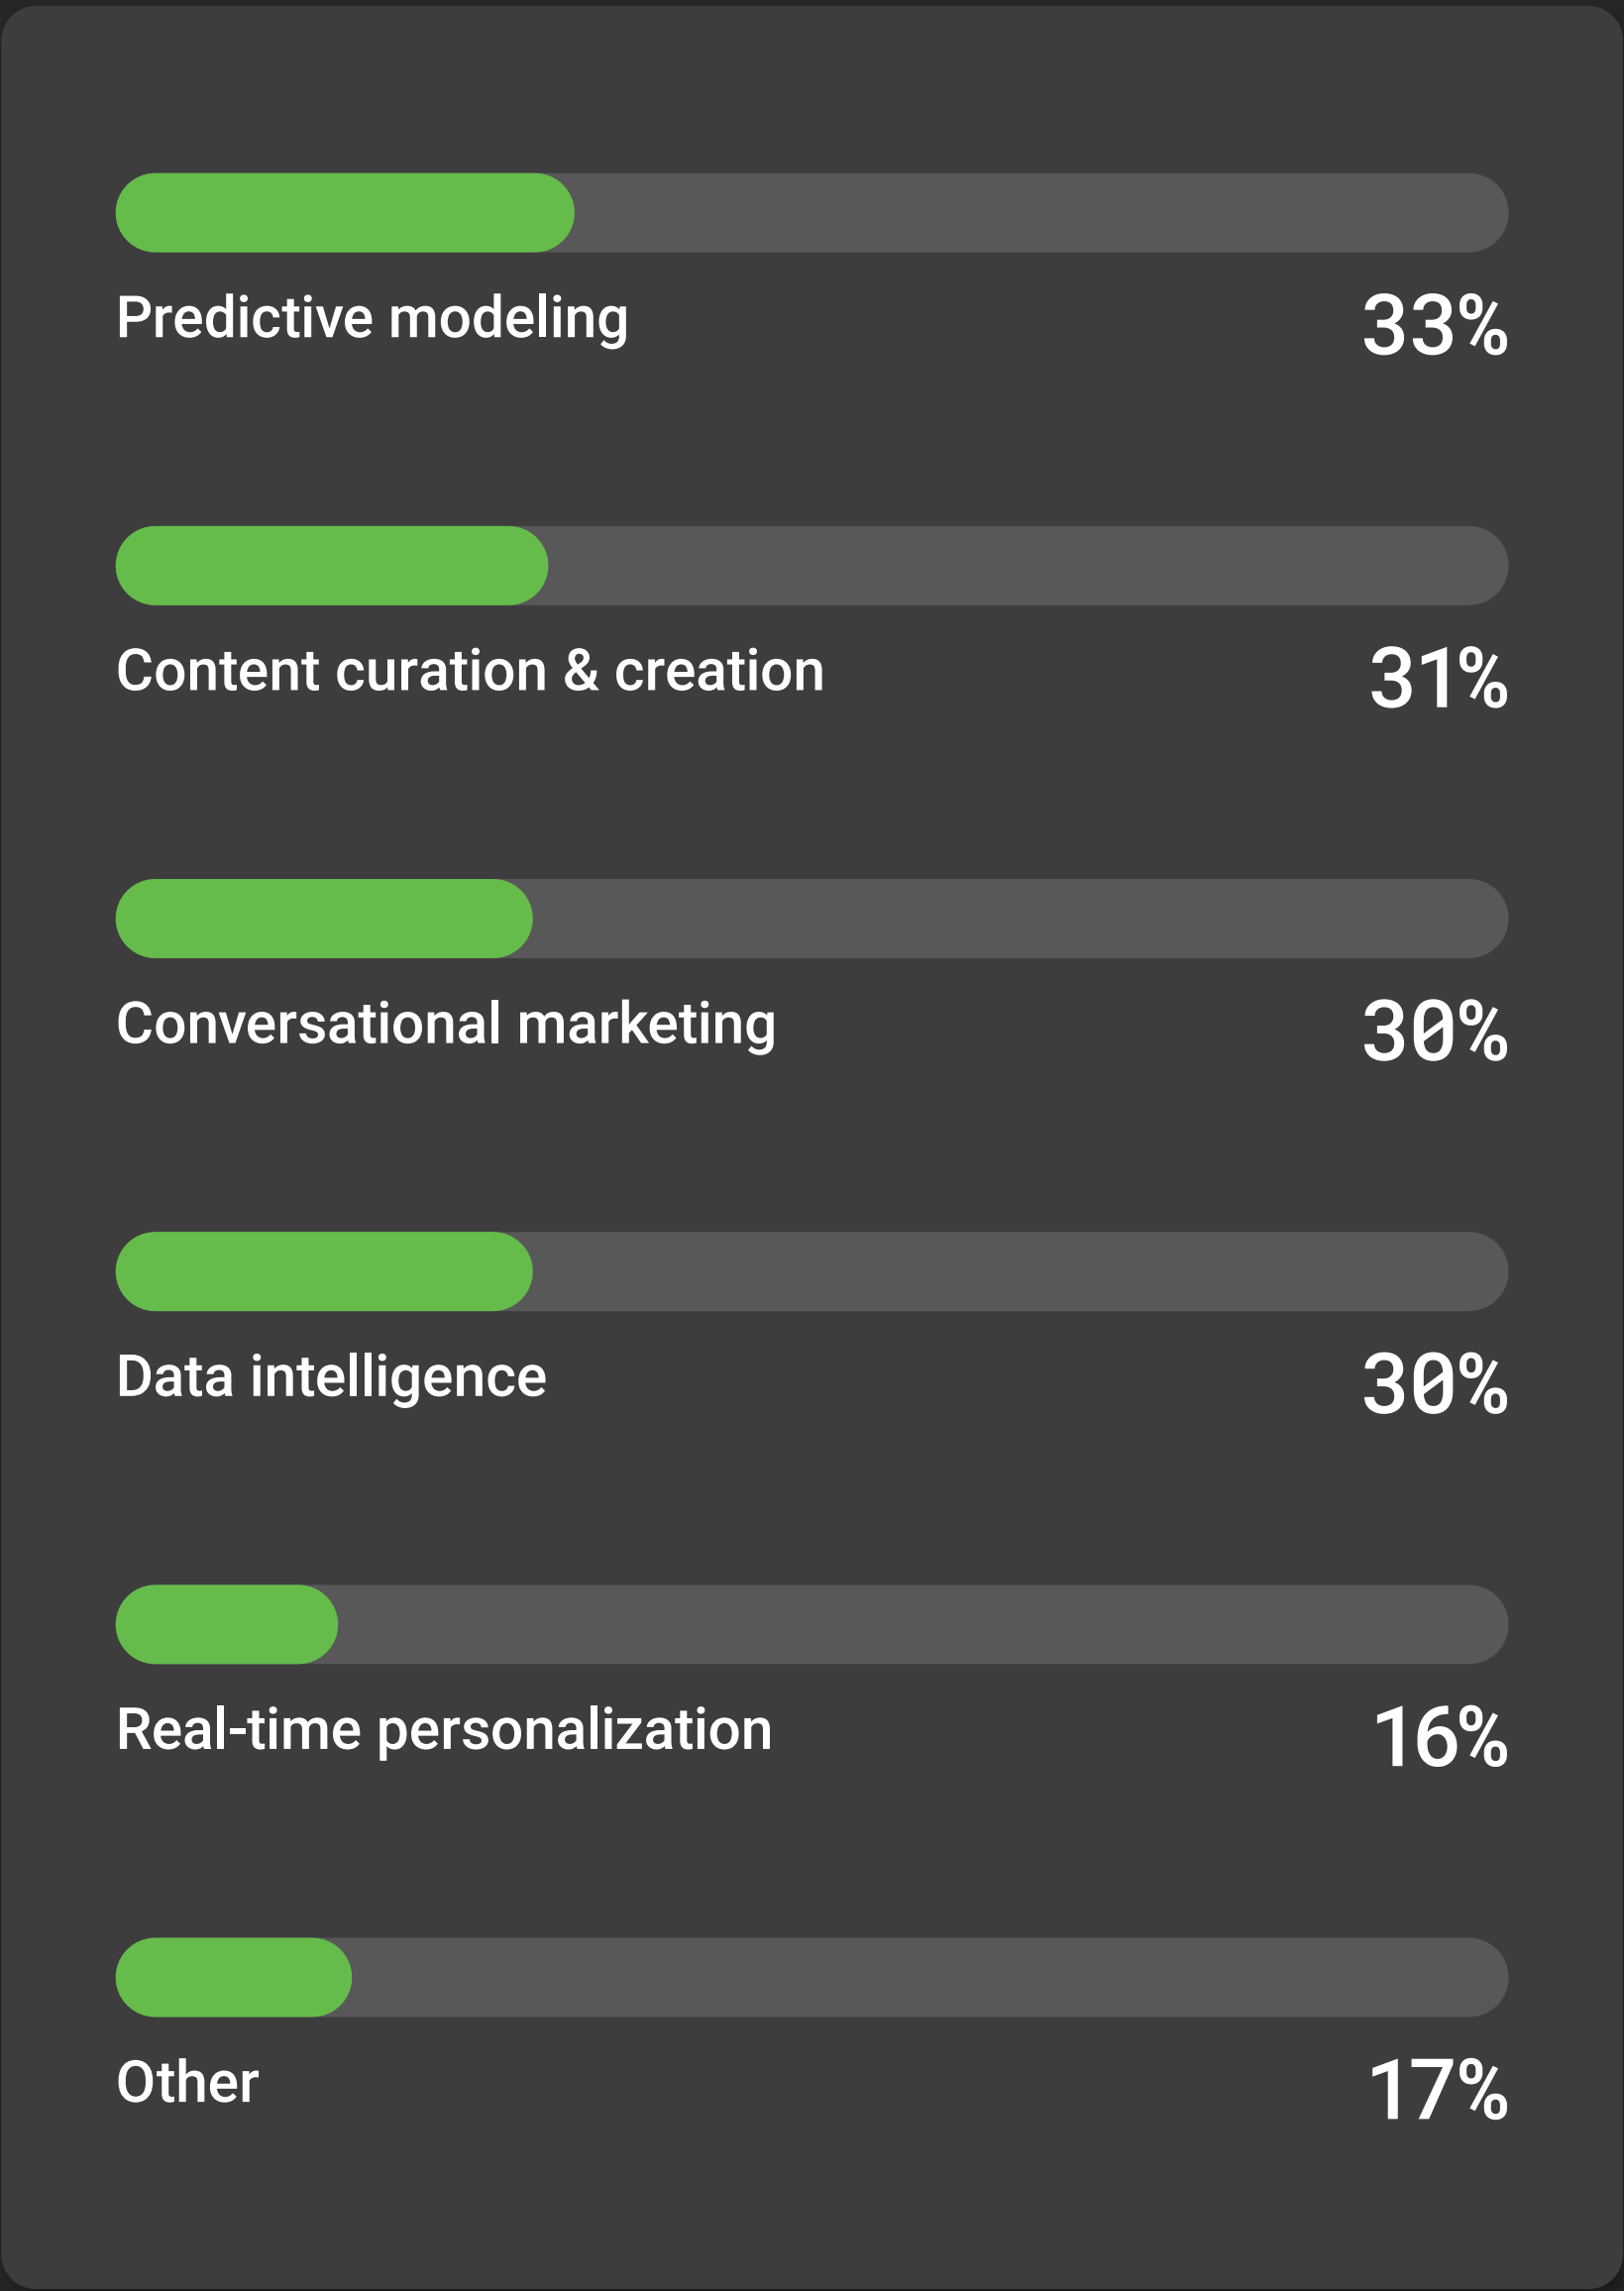 Predictive modeling 33%
Content curation & creation 31%
Conversational marketing 30%
Data intelligence 30%
Real-time personalization 16%
Other 17%